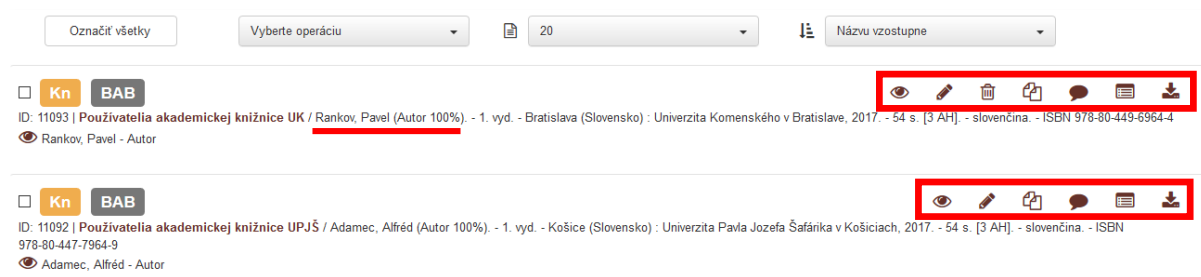 Označiť všetky Vyberte operáciu 20 Názvu vzostupne
Kn BAB
ID: 11093 | Používatelia akademickej knižnice UK / Rankov, Pavel (Autor 100%). - 1. vyd. - Bratislava (Slovensko) : Univerzita Komenského v Bratislave, 2017. - 54 s. [3 AH]. - slovenčina. - ISBN 978-80-449-6964-4
Rankov, Pavel - Autor
Kn BAB
ID: 11092 | Používatelia akademickej knižnice UPJŠ / Adamec, Alfréd (Autor 100%). - 1. vyd. - Košice (Slovensko) : Univerzita Pavla Jozefa Šafárika v Košiciach, 2017. - 54 s. [3 AH]. - slovenčina. - ISBN
978-80-447-7964-9
Adamec, Alfréd - Autor